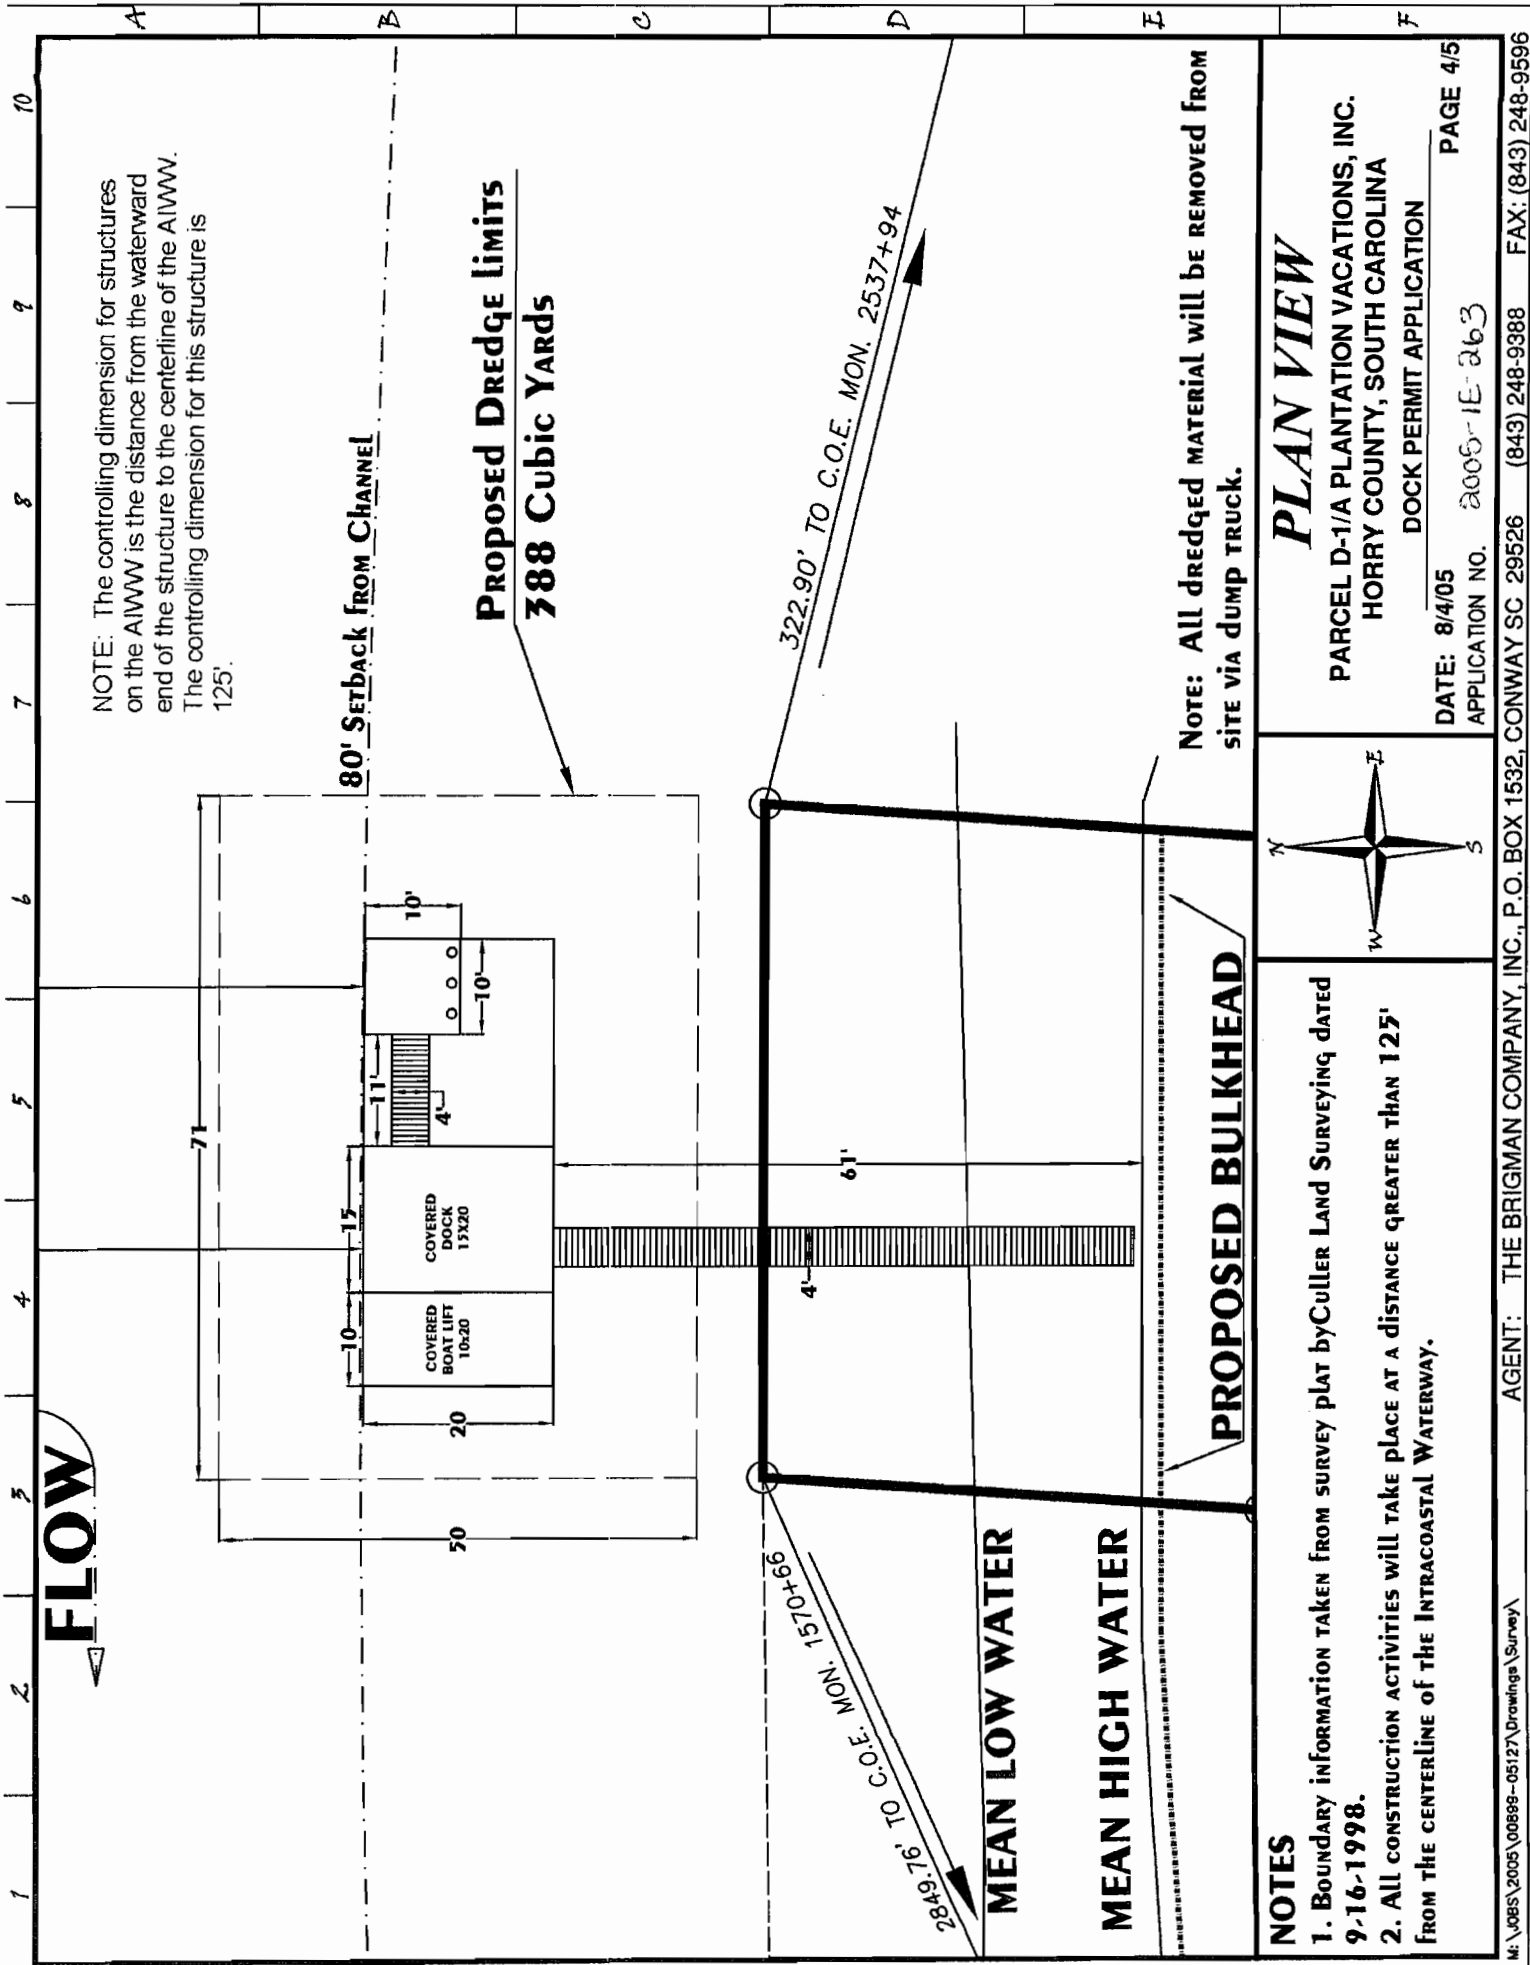 1 2 3 4 5 6 7 8 9 10
A
B
C
D
E
F
FLOW
NOTE: The controlling dimension for structures
on the AIWW is the distance from the waterward
end of the structure to the centerline of the AIWW.
The controlling dimension for this structure is
125'.
80' Setback from Channel
Proposed Dredge Limits
388 Cubic Yards
71
50
20
10
15
11'
4'
10'
10'
COVERED
BOAT LIFT
10x20
COVERED
DOCK
15X20
61'
4'
2849.76' TO C.O.E. MON. 1570+66
322.90' TO C.O.E. MON. 2537+94
MEAN LOW WATER
MEAN HIGH WATER
PROPOSED BULKHEAD
Note: All dredged material will be removed from
site via dump truck.
NOTES
1. Boundary information taken from survey plat byCuller Land Surveying dated
9-16-1998.
2. All construction activities will take place at a distance greater than 125'
from the centerline of the Intracoastal Waterway.
N
W E
S
PLAN VIEW
PARCEL D-1/A PLANTATION VACATIONS, INC.
HORRY COUNTY, SOUTH CAROLINA
DOCK PERMIT APPLICATION
DATE: 8/4/05 PAGE 4/5
APPLICATION NO. 2005-1E-263
M:\JOBS\2005\00899-05127\Drawings\Survey\
AGENT: THE BRIGMAN COMPANY, INC., P.O. BOX 1532, CONWAY SC 29526 (843) 248-9388 FAX: (843) 248-9596